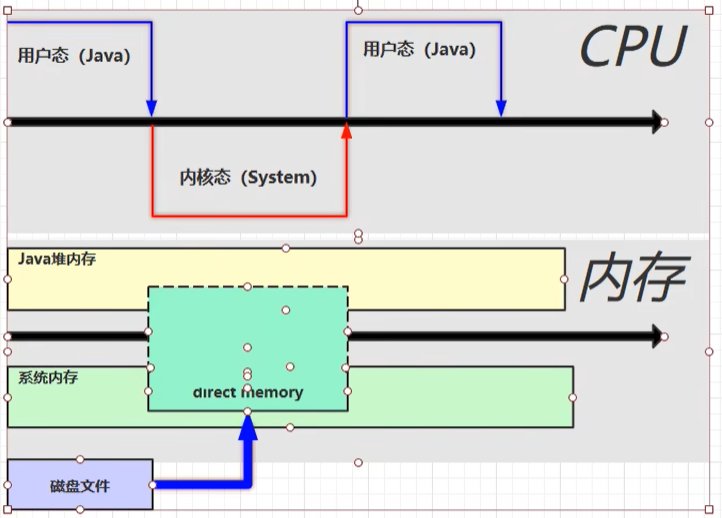 用户态（Java）
用户态（Java）
CPU
内核态（System）
Java堆内存
内存
系统内存
direct memory
磁盘文件